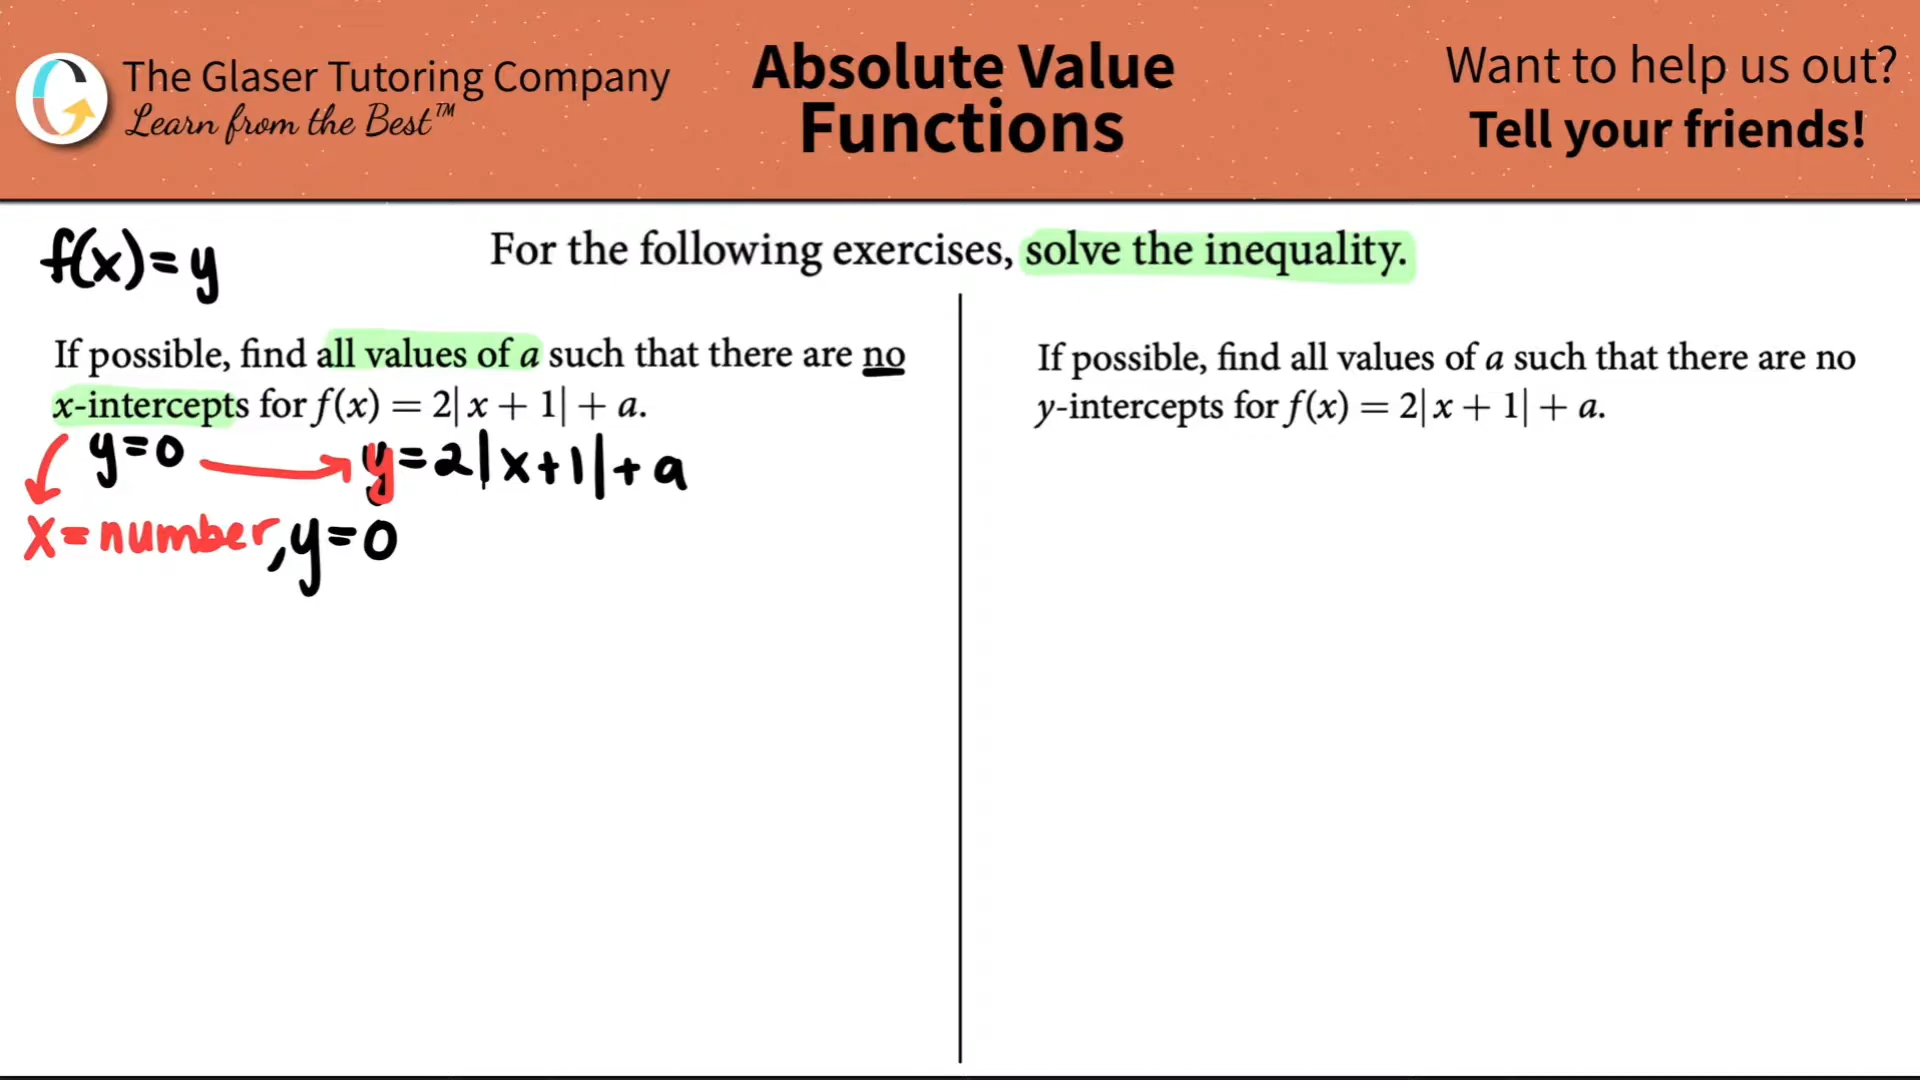 The Glaser Tutoring Company
Learn from the Best™
Absolute Value
Functions
Want to help us out?
Tell your friends!
f(x)=y
For the following exercises, solve the inequality.
If possible, find all values of a such that there are no
x-intercepts for f(x) = 2|x + 1| + a.
y=0
y=2|x+1|+a
x=number, y=0
If possible, find all values of a such that there are no
y-intercepts for f(x) = 2|x + 1| + a.